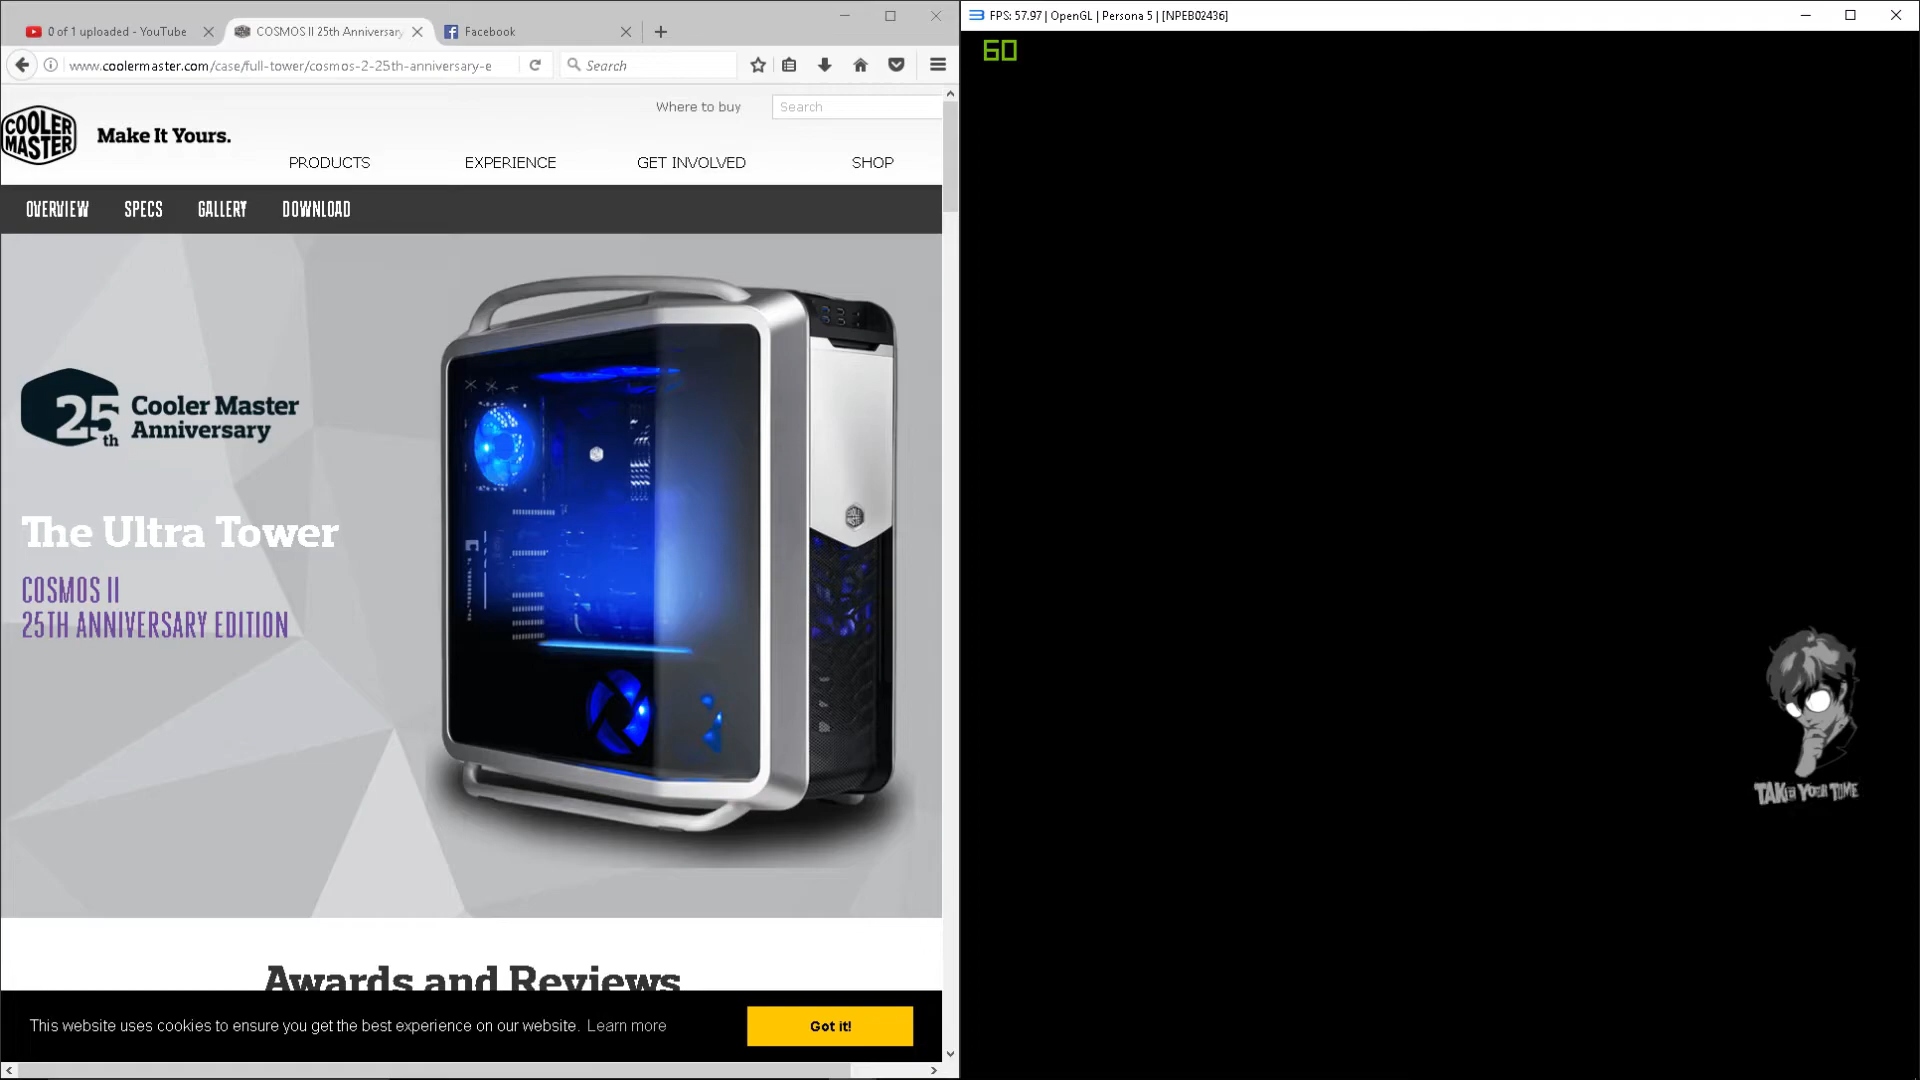 0 of 1 uploaded - YouTube
COSMOS II 25th Anniversary
Facebook
www.coolermaster.com/case/full-tower/cosmos-2-25th-anniversary-e
Search
Where to buy
Search
COOLER MASTER
Make It Yours.
PRODUCTS
EXPERIENCE
GET INVOLVED
SHOP
OVERVIEW
SPECS
GALLERY
DOWNLOAD
25th
Cooler Master
Anniversary
The Ultra Tower
COSMOS II
25TH ANNIVERSARY EDITION
Awards and Reviews
This website uses cookies to ensure you get the best experience on our website. Learn more
Got it!
FPS: 57.97 | OpenGL | Persona 5 | [NPEB02436]
60
TAKE YOUR TIME